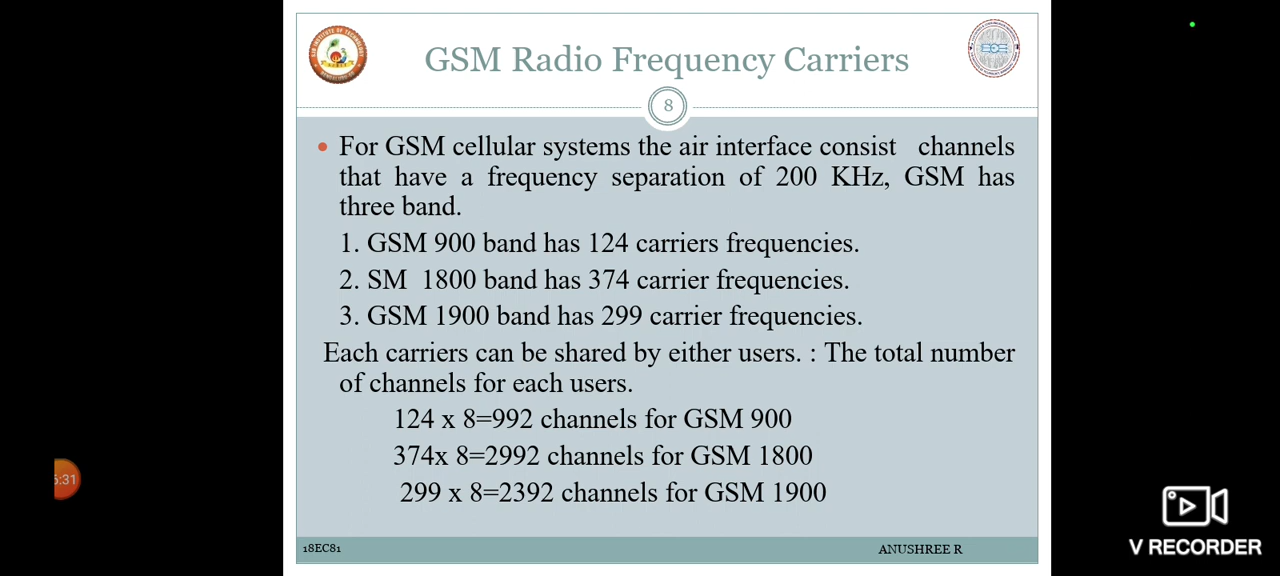 GSM Radio Frequency Carriers
8
• For GSM cellular systems the air interface consist channels
that have a frequency separation of 200 KHz, GSM has
three band.
1. GSM 900 band has 124 carriers frequencies.
2. SM 1800 band has 374 carrier frequencies.
3. GSM 1900 band has 299 carrier frequencies.
Each carriers can be shared by either users. : The total number
of channels for each users.
124 x 8=992 channels for GSM 900
374x 8=2992 channels for GSM 1800
299 x 8=2392 channels for GSM 1900
5:31
18EC81
ANUSHREE R
V RECORDER